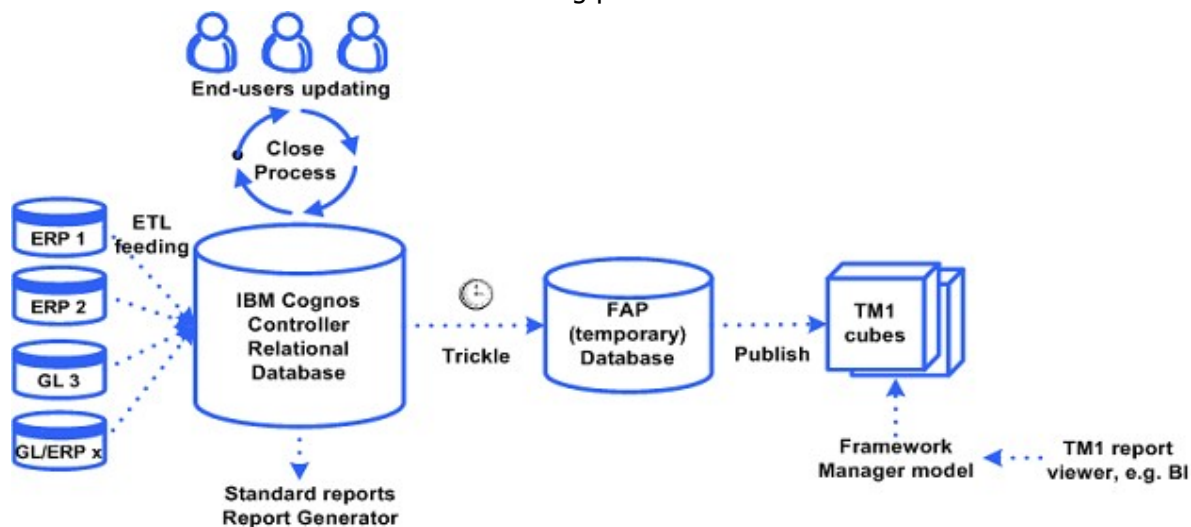 End-users updating
Close
Process
ERP 1
ETL
feeding
ERP 2
GL 3
GL/ERP x
IBM Cognos
Controller
Relational
Database
Trickle
FAP
(temporary)
Database
Publish
TM1
cubes
Standard reports
Report Generator
Framework
Manager model
TM1 report
viewer, e.g. BI